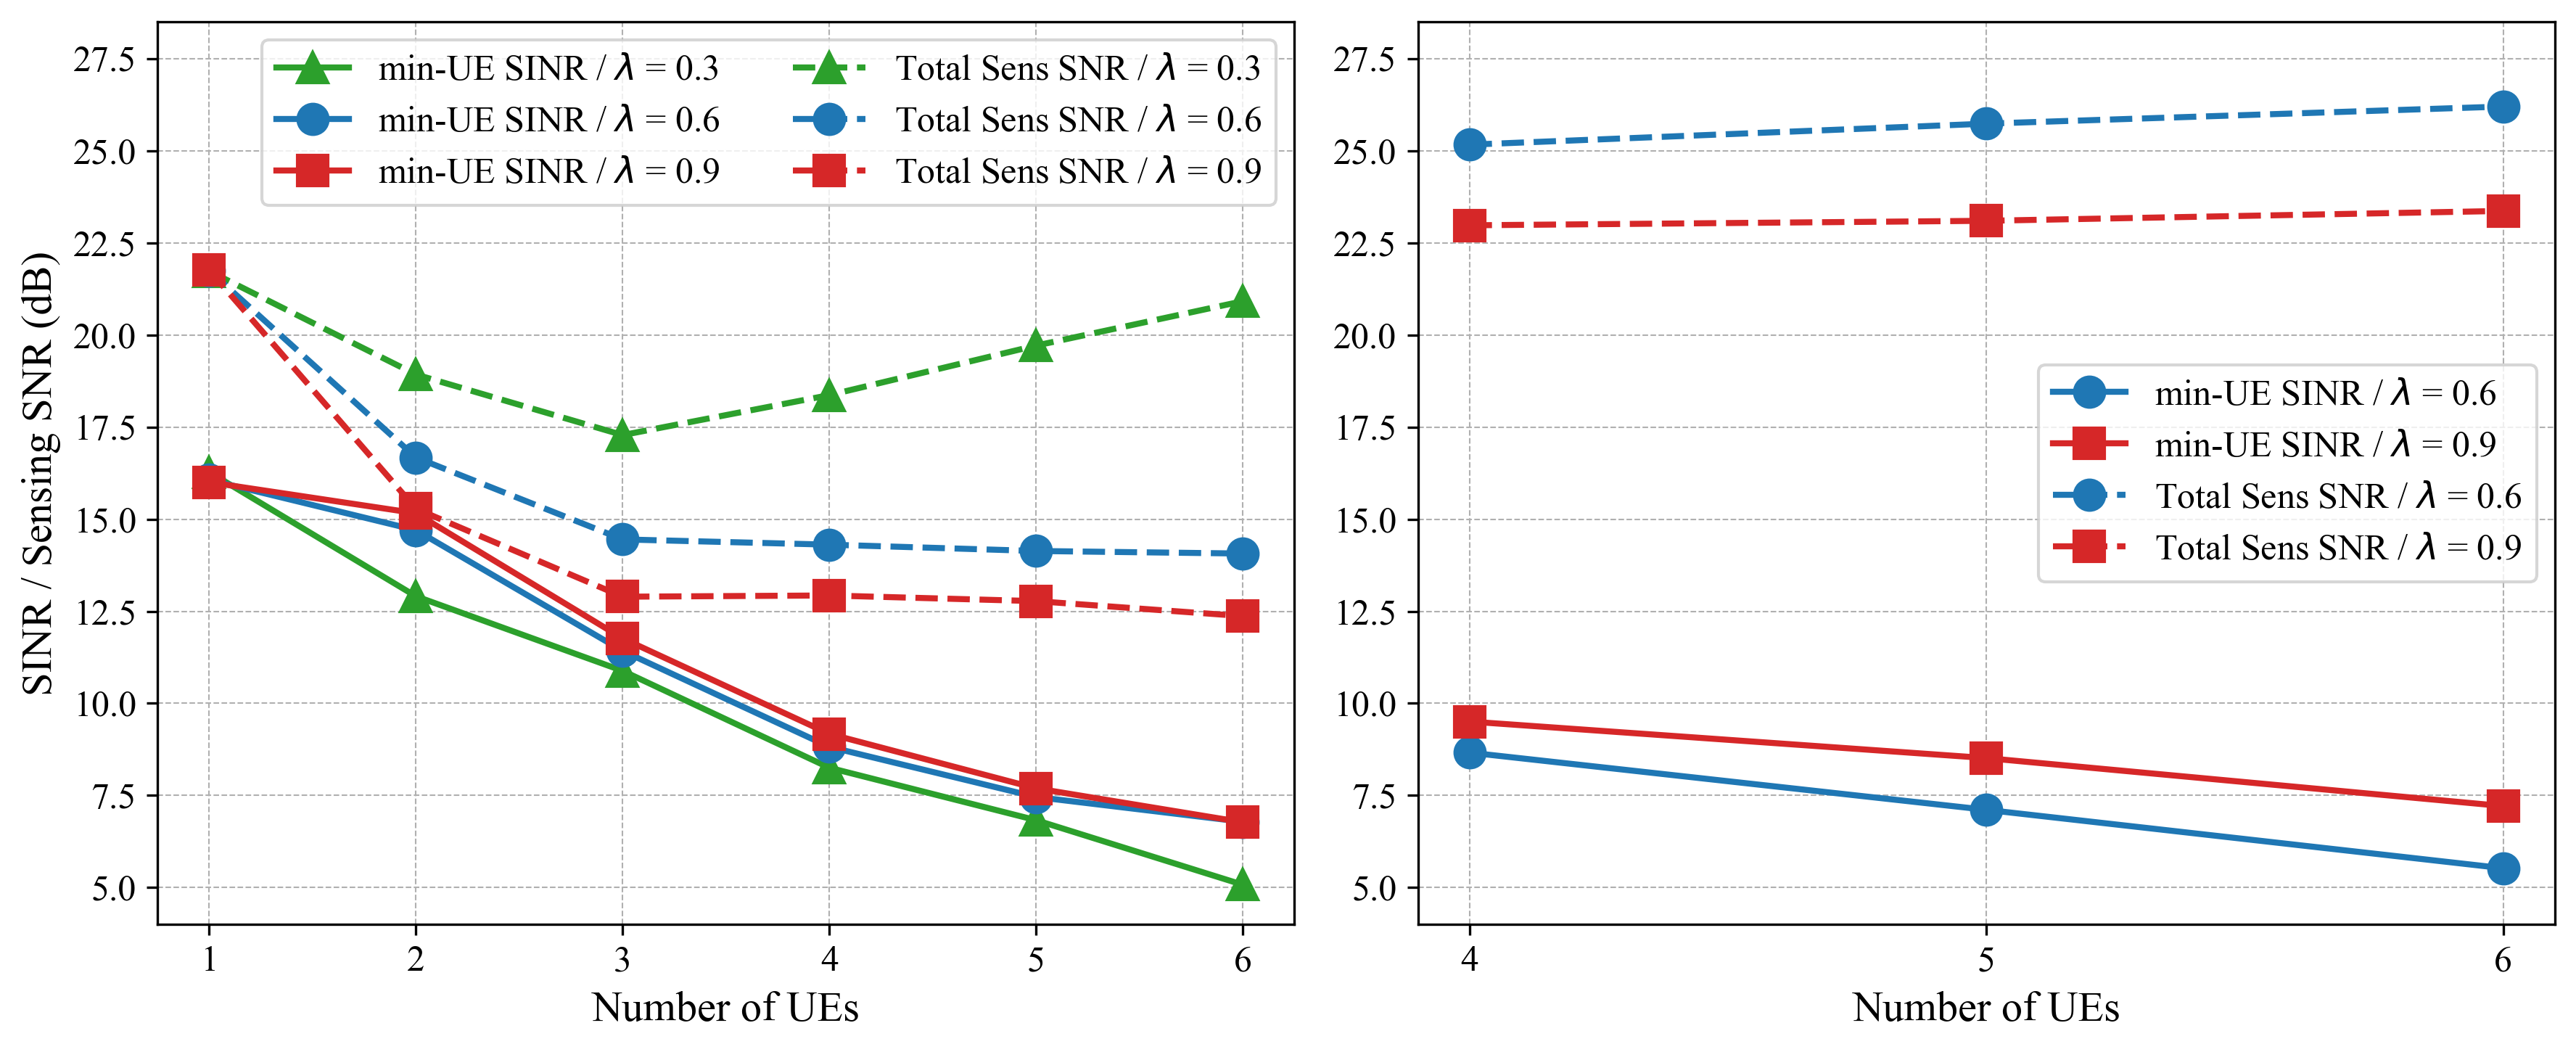 SINR / Sensing SNR (dB)
27.5
25.0
22.5
20.0
17.5
15.0
12.5
10.0
7.5
5.0
min-UE SINR / λ = 0.3
min-UE SINR / λ = 0.6
min-UE SINR / λ = 0.9
Total Sens SNR / λ = 0.3
Total Sens SNR / λ = 0.6
Total Sens SNR / λ = 0.9
1 2 3 4 5 6
Number of UEs
27.5
25.0
22.5
20.0
17.5
15.0
12.5
10.0
7.5
5.0
min-UE SINR / λ = 0.6
min-UE SINR / λ = 0.9
Total Sens SNR / λ = 0.6
Total Sens SNR / λ = 0.9
4 5 6
Number of UEs